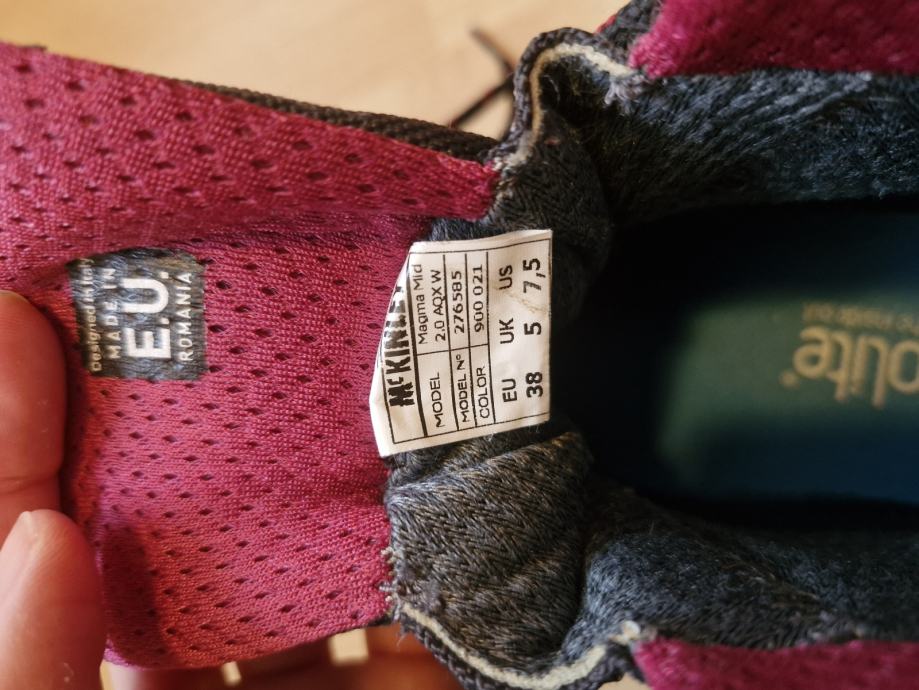 Designed in Italy
MADE IN
E.U.
ROMANIA
McKINLEY
MODEL Magma Mid
2.0 AQX W
MODEL N° 276585
COLOR 900 021
EU UK US
38 5 7,5
olite